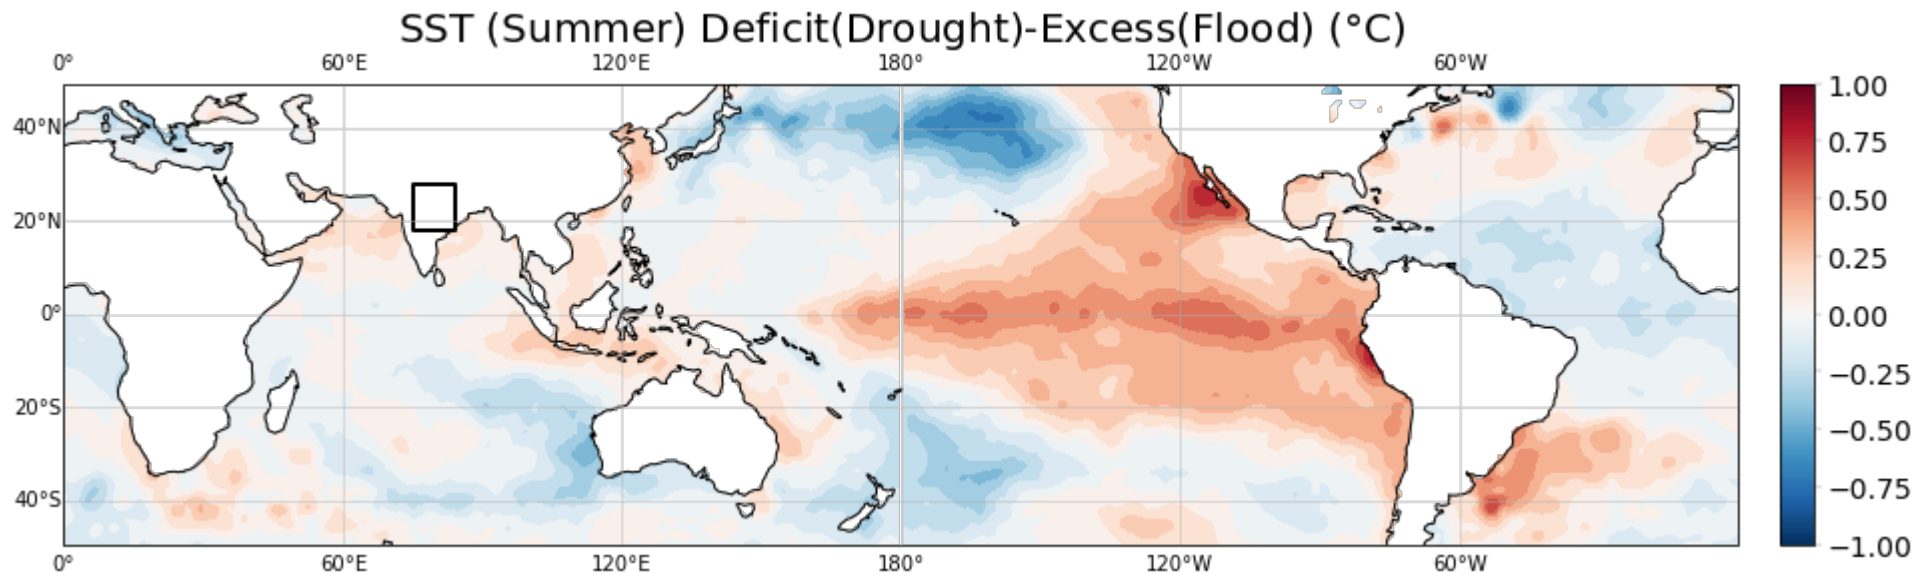 SST (Summer) Deficit(Drought)-Excess(Flood) (°C)
0° 60°E 120°E 180° 120°W 60°W
1.00
40°N
0.75
0.50
20°N
0.25
0°
0.00
−0.25
20°S
−0.50
40°S
−0.75
−1.00
0° 60°E 120°E 180° 120°W 60°W